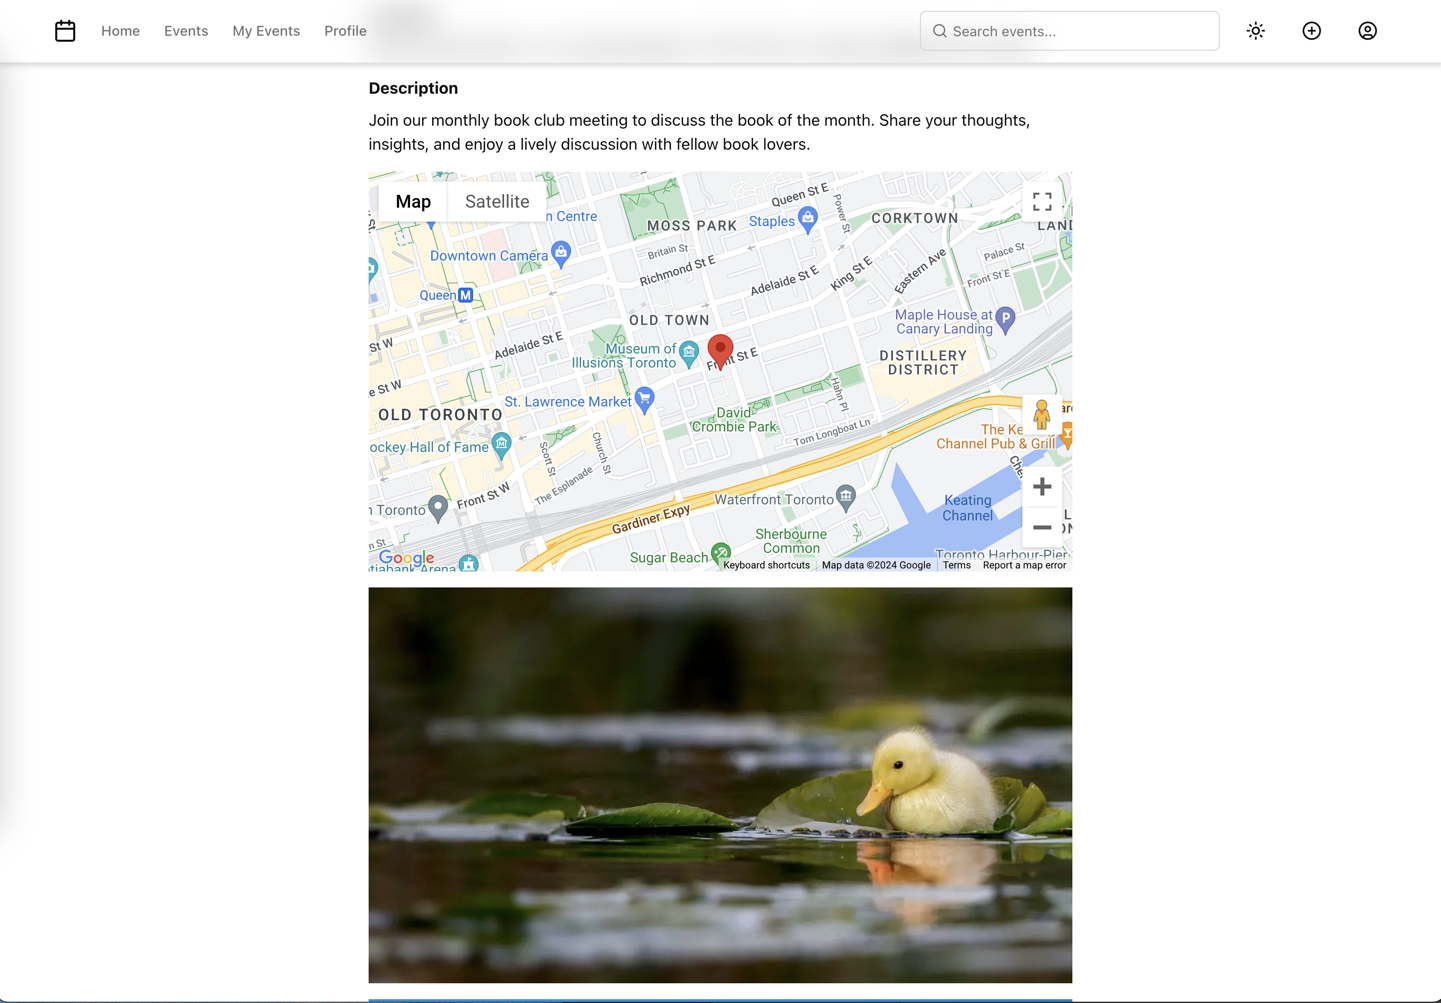 Home Events My Events Profile Search events...
Description
Join our monthly book club meeting to discuss the book of the month. Share your thoughts,
insights, and enjoy a lively discussion with fellow book lovers.
Map Satellite
n Centre
MOSS PARK
Queen St E
Power St
Staples
CORKTOWN
LAND
Downtown Camera
Britain St
Richmond St E
Adelaide St E
King St E
Eastern Ave
Palace St
Front St E
Queen M
Maple House at
Canary Landing
P
OLD TOWN
Adelaide St E
St W
Museum of
Illusions Toronto
Front St E
DISTILLERY
DISTRICT
e St W
St. Lawrence Market
OLD TORONTO
David
Crombie Park
Hahn Pl
Tom Longboat Ln
The Ke
Channel Pub & Grill
ockey Hall of Fame
Scott St
Church St
The Esplanade
Front St W
n Toronto
Gardiner Expy
Waterfront Toronto
Keating
Channel
Sherbourne
Common
Sugar Beach
Toronto Harbour-Pier
n St
Google
tiabank Arena
Keyboard shortcuts Map data ©2024 Google Terms Report a map error